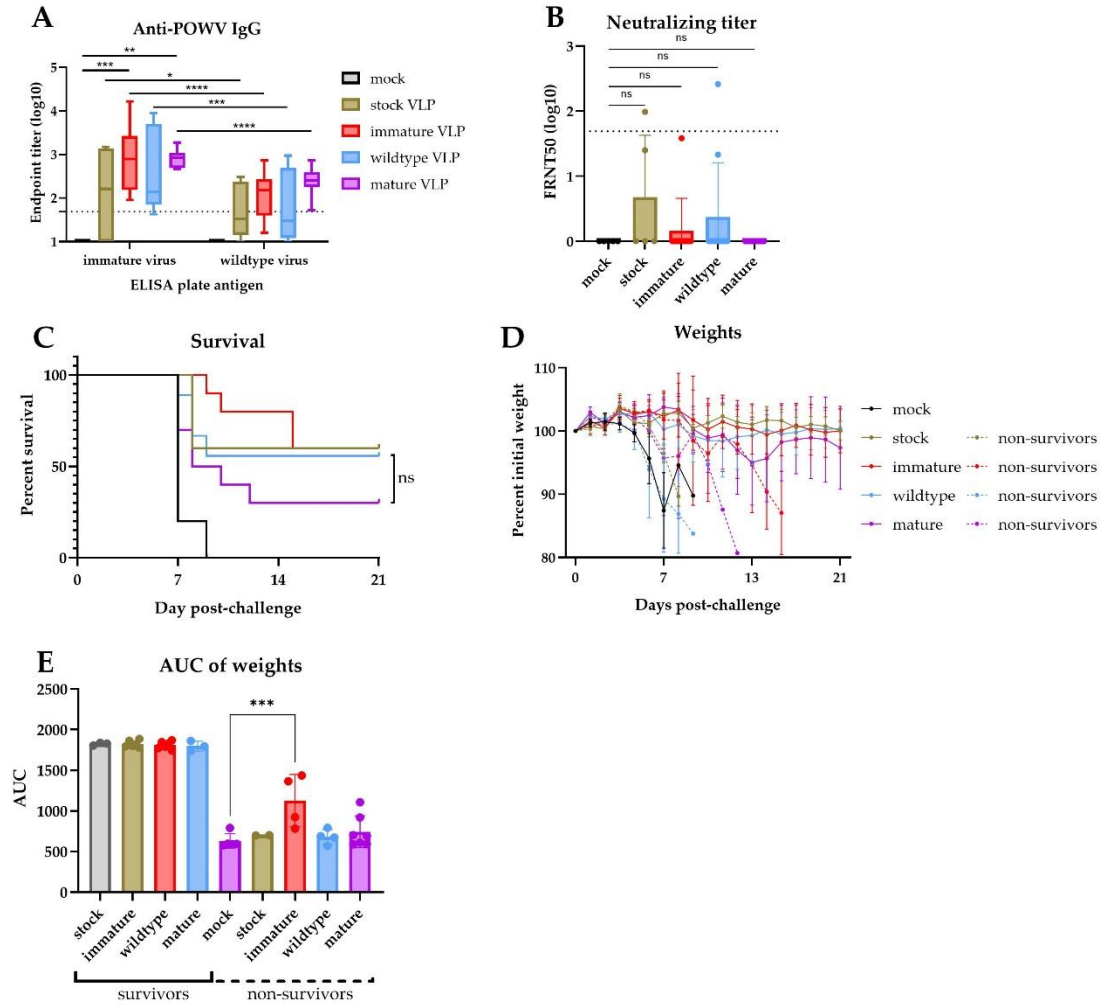 A
Anti-POWV IgG
**
***
*
****
***
****
Endpoint titer (log10)
5
4
3
2
1
immature virus
wildtype virus
ELISA plate antigen
mock
stock VLP
immature VLP
wildtype VLP
mature VLP
B
Neutralizing titer
ns
ns
ns
ns
FRNT50 (log10)
3
2
1
0
mock
stock
immature
wildtype
mature
C
Survival
Percent survival
100
50
0
0
7
14
21
ns
Day post-challenge
D
Weights
Percent initial weight
110
100
90
80
0
7
13
21
Days post-challenge
mock
stock
non-survivors
immature
non-survivors
wildtype
non-survivors
mature
non-survivors
E
AUC of weights
***
AUC
2500
2000
1500
1000
500
0
stock
immature
wildtype
mature
mock
stock
immature
wildtype
mature
survivors
non-survivors